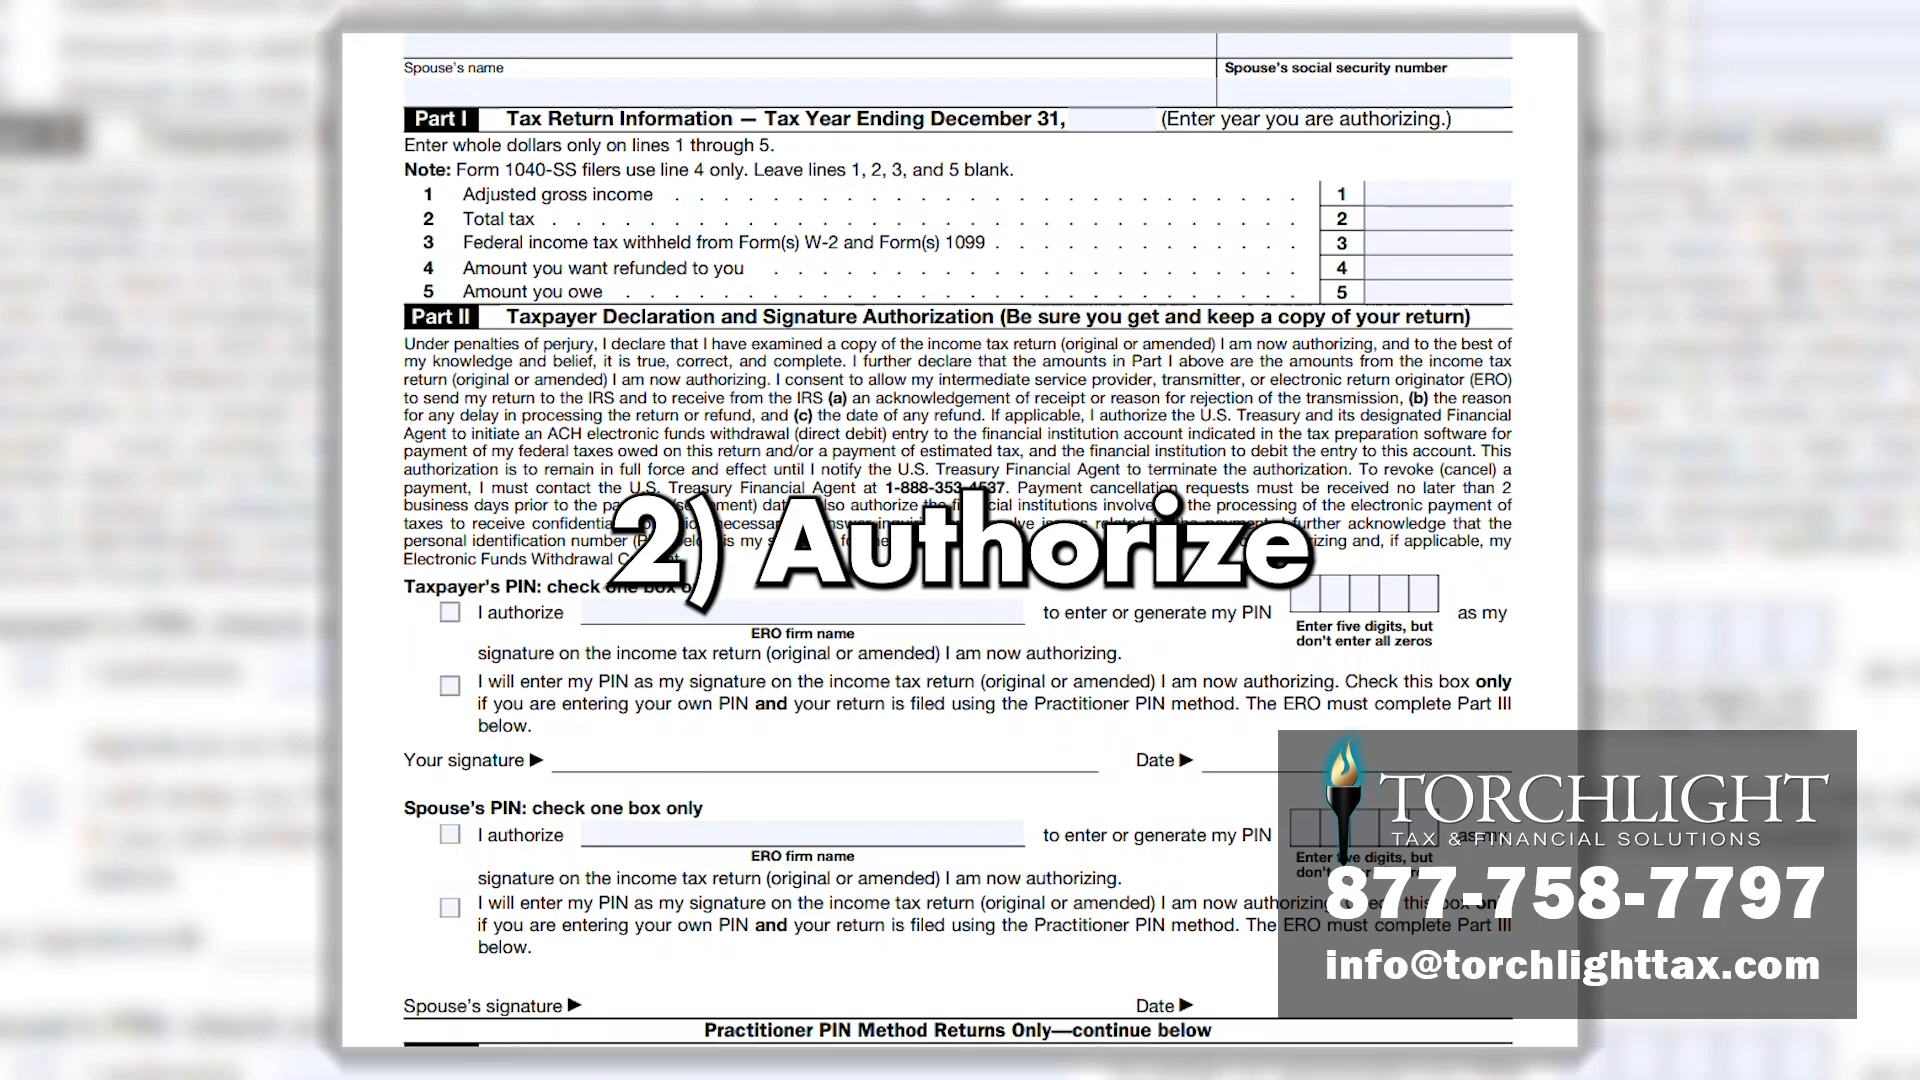 Spouse's name Spouse's social security number
Part I Tax Return Information — Tax Year Ending December 31, (Enter year you are authorizing.)
Enter whole dollars only on lines 1 through 5.
Note: Form 1040-SS filers use line 4 only. Leave lines 1, 2, 3, and 5 blank.
1 Adjusted gross income . . . . . . . . . . . . . . . . . . . . . . . . . . 1
2 Total tax . . . . . . . . . . . . . . . . . . . . . . . . . . . . . . . 2
3 Federal income tax withheld from Form(s) W-2 and Form(s) 1099 . . . . . . . . . . . . . 3
4 Amount you want refunded to you . . . . . . . . . . . . . . . . . . . . . . 4
5 Amount you owe . . . . . . . . . . . . . . . . . . . . . . . . . . . . 5
Part II Taxpayer Declaration and Signature Authorization (Be sure you get and keep a copy of your return)
Under penalties of perjury, I declare that I have examined a copy of the income tax return (original or amended) I am now authorizing, and to the best of
my knowledge and belief, it is true, correct, and complete. I further declare that the amounts in Part I above are the amounts from the income tax
return (original or amended) I am now authorizing. I consent to allow my intermediate service provider, transmitter, or electronic return originator (ERO)
to send my return to the IRS and to receive from the IRS (a) an acknowledgement of receipt or reason for rejection of the transmission, (b) the reason
for any delay in processing the return or refund, and (c) the date of any refund. If applicable, I authorize the U.S. Treasury and its designated Financial
Agent to initiate an ACH electronic funds withdrawal (direct debit) entry to the financial institution account indicated in the tax preparation software for
payment of my federal taxes owed on this return and/or a payment of estimated tax, and the financial institution to debit the entry to this account. This
authorization is to remain in full force and effect until I notify the U.S. Treasury Financial Agent to terminate the authorization. To revoke (cancel) a
payment, I must contact the U.S. Treasury Financial Agent at 1-888-353-4537. Payment cancellation requests must be received no later than 2
business days prior to the also authorize the financial institutions involved the processing of the electronic payment of
taxes to receive further acknowledge that the
personal identification number is my and, if applicable, my
Electronic Funds Withdrawal
2) Authorize
Taxpayer's PIN: check one box
I authorize to enter or generate my PIN as my
ERO firm name
Enter five digits, but
don't enter all zeros
signature on the income tax return (original or amended) I am now authorizing.
I will enter my PIN as my signature on the income tax return (original or amended) I am now authorizing. Check this box only
if you are entering your own PIN and your return is filed using the Practitioner PIN method. The ERO must complete Part III
below.
Your signature ▶ Date ▶
Spouse's PIN: check one box only
I authorize to enter or generate my PIN as my
ERO firm name
Enter five digits, but
signature on the income tax return (original or amended) I am now authorizing.
I will enter my PIN as my signature on the income tax return (original or amended) I am now authorizing. Check this box only
if you are entering your own PIN and your return is filed using the Practitioner PIN method. The ERO must complete Part III
below.
Spouse's signature ▶ Date ▶
Practitioner PIN Method Returns Only—continue below
TORCHLIGHT
TAX & FINANCIAL SOLUTIONS
877-758-7797
info@torchlighttax.com